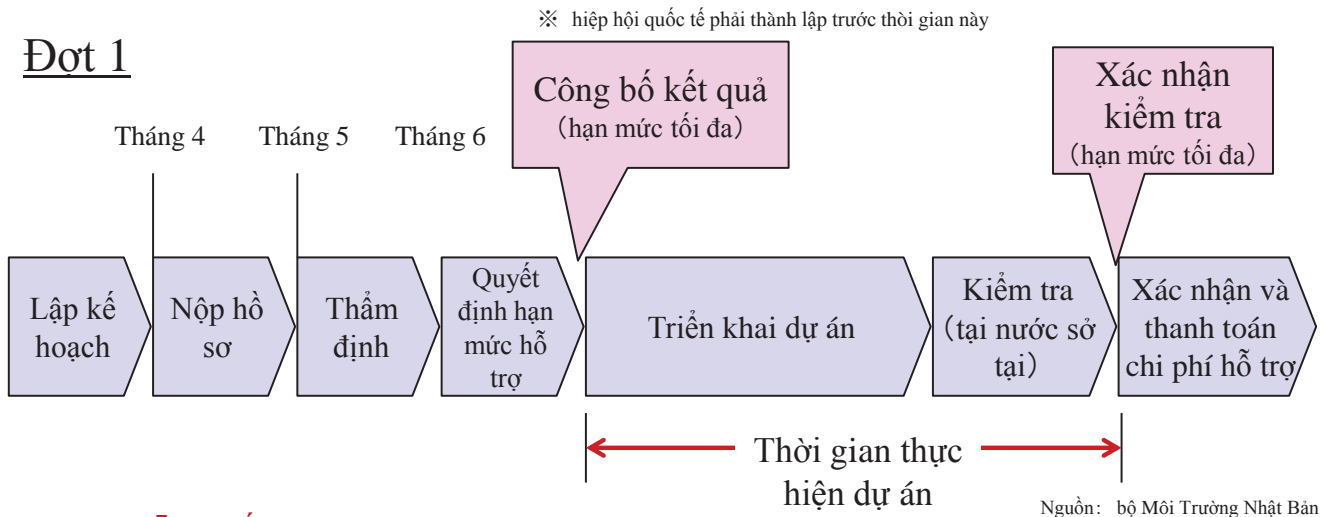 ※ hiệp hội quốc tế phải thành lập trước thời gian này
Đợt 1
Công bố kết quả
（hạn mức tối đa）
Xác nhận
kiểm tra
（hạn mức tối đa）
Tháng 4
Tháng 5
Tháng 6
Lập kế
hoạch
Nộp hồ
sơ
Thẩm
định
Quyết
định hạn
mức hỗ
trợ
Triển khai dự án
Kiểm tra
（tại nước sở
tại）
Xác nhận và
thanh toán
chi phí hỗ trợ
Thời gian thực
hiện dự án
Nguồn： bộ Môi Trường Nhật Bản